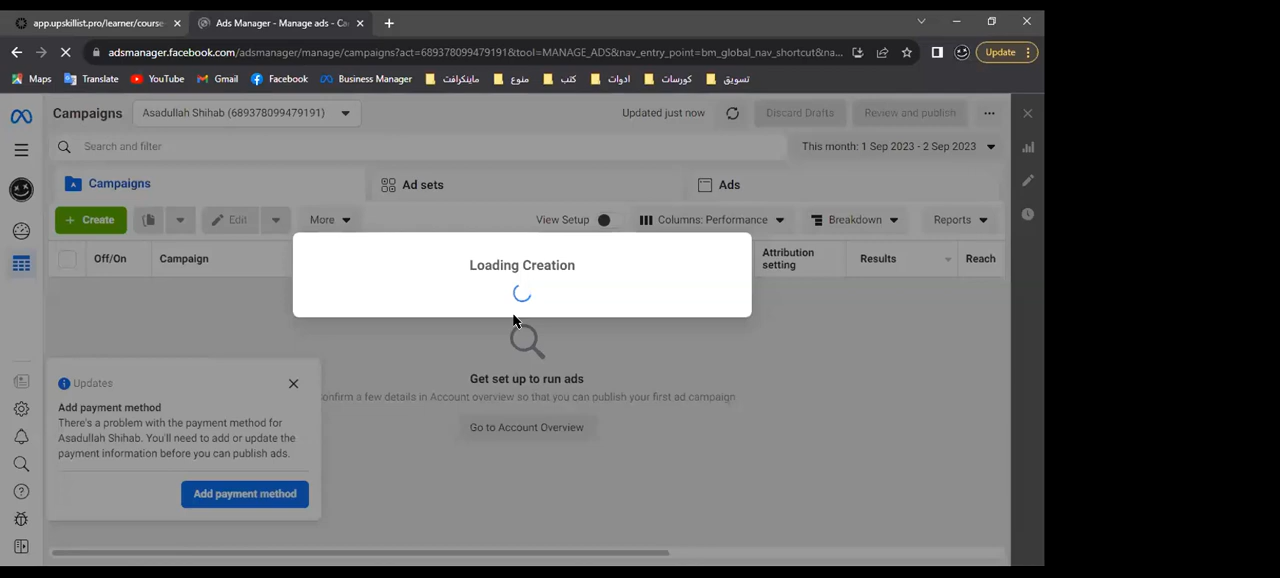 app.upskillist.pro/learner/course
Ads Manager - Manage ads - Ca
adsmanager.facebook.com/adsmanager/manage/campaigns?act=689378099479191&tool=MANAGE_ADS&nav_entry_point=bm_global_nav_shortcut&na...
Update
Maps
Translate
YouTube
Gmail
Facebook
Business Manager
ماينكرافت
منوع
كتب
ادوات
كورسات
تسويق
Campaigns
Asadullah Shihab (689378099479191)
Updated just now
Discard Drafts
Review and publish
Search and filter
This month: 1 Sep 2023 - 2 Sep 2023
Campaigns
Ad sets
Ads
+ Create
Edit
More
View Setup
Columns: Performance
Breakdown
Reports
Off/On
Campaign
Attribution setting
Results
Reach
Loading Creation
Get set up to run ads
onfirm a few details in Account overview so that you can publish your first ad campaign
Go to Account Overview
Updates
Add payment method
There's a problem with the payment method for
Asadullah Shihab. You'll need to add or update the
payment information before you can publish ads.
Add payment method